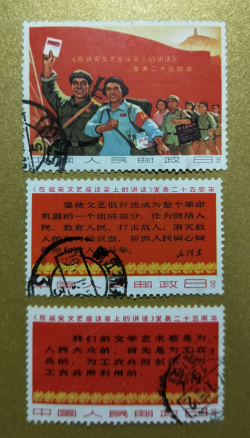 《在延安文艺座谈会上的讲话》
发表二十五周年
中国人民邮政8分
《在延安文艺座谈会上的讲话》发表二十五周年
要使文艺很好地成为整个革命
机器的一个组成部分，作为团结人
民、教育人民、打击敌人、消灭敌
人的有力的武器，帮助人民同心同
毛泽东
中国人民邮政8分
《在延安文艺座谈会上的讲话》发表二十五周年
我们的文学艺术都是为
人民大众的，首先是为工农
兵的，为工农兵而创作，为
工农兵所利用的。
中国人民邮政8分